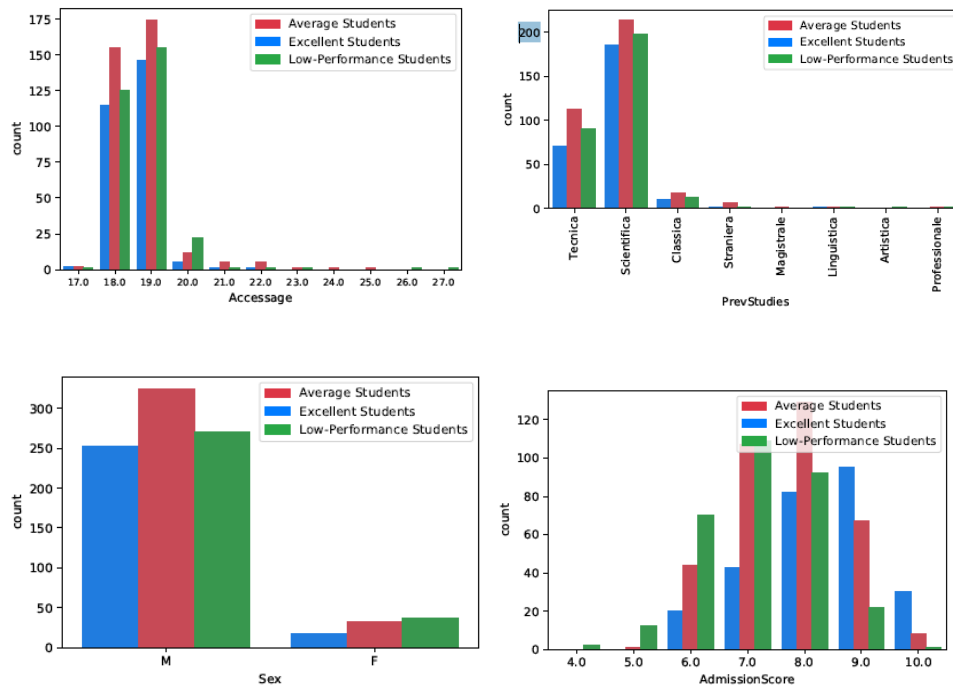 175
150
125
100
75
50
25
0
count
17.0 18.0 19.0 20.0 21.0 22.0 23.0 24.0 25.0 26.0 27.0
Accessage
Average Students
Excellent Students
Low-Performance Students
200
150
100
50
0
count
Tecnica
Scientifica
Classica
Straniera
Magistrale
Linguistica
Artistica
Professionale
PrevStudies
Average Students
Excellent Students
Low-Performance Students
300
250
200
150
100
50
0
count
M F
Sex
Average Students
Excellent Students
Low-Performance Students
120
100
80
60
40
20
0
count
4.0 5.0 6.0 7.0 8.0 9.0 10.0
AdmissionScore
Average Students
Excellent Students
Low-Performance Students